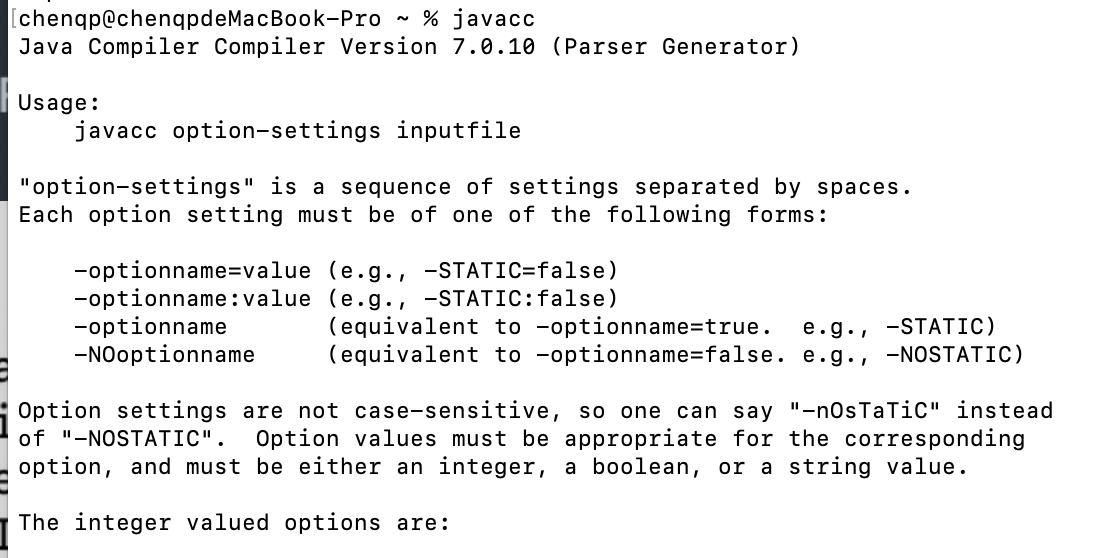 [chenqp@chenqpdeMacBook-Pro ~ % javacc
Java Compiler Compiler Version 7.0.10 (Parser Generator)
Usage:
    javacc option-settings inputfile
"option-settings" is a sequence of settings separated by spaces.
Each option setting must be of one of the following forms:
    -optionname=value (e.g., -STATIC=false)
    -optionname:value (e.g., -STATIC:false)
    -optionname       (equivalent to -optionname=true.  e.g., -STATIC)
    -NOoptionname     (equivalent to -optionname=false. e.g., -NOSTATIC)
Option settings are not case-sensitive, so one can say "-nOsTaTiC" instead
of "-NOSTATIC".  Option values must be appropriate for the corresponding
option, and must be either an integer, a boolean, or a string value.
The integer valued options are: